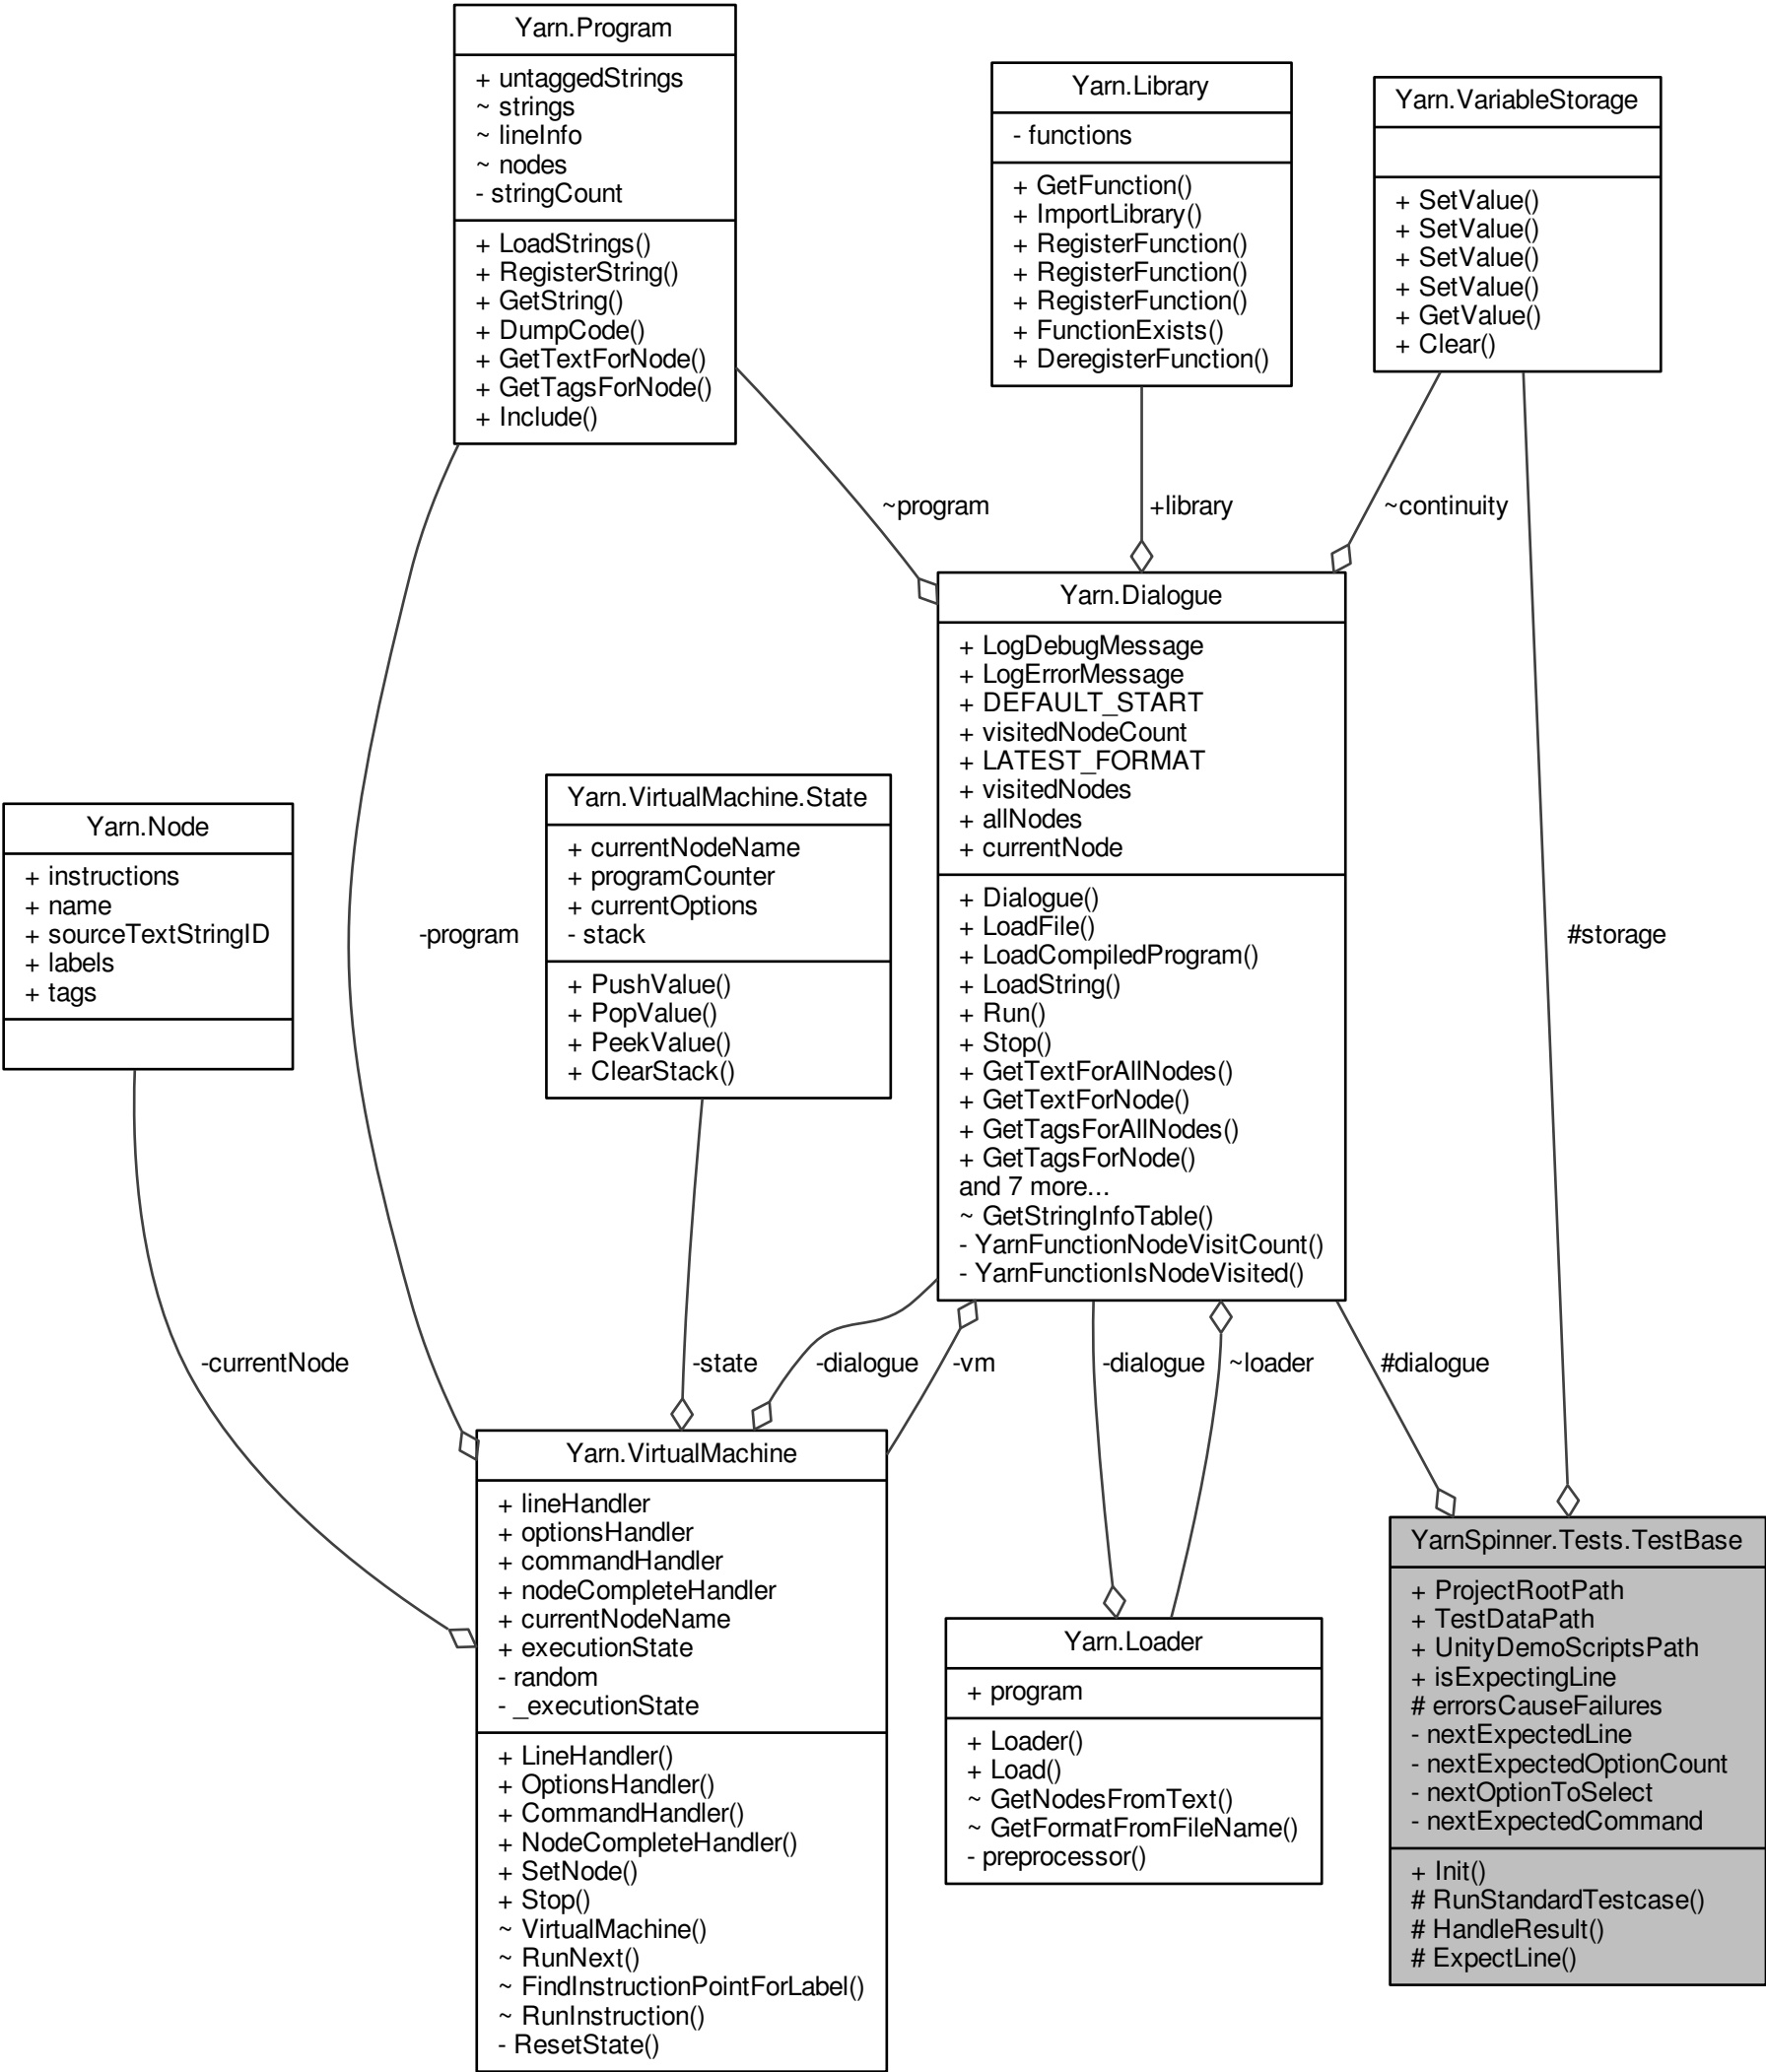 Yarn.Program
+ untaggedStrings
~ strings
~ lineInfo
~ nodes
- stringCount
+ LoadStrings()
+ RegisterString()
+ GetString()
+ DumpCode()
+ GetTextForNode()
+ GetTagsForNode()
+ Include()
Yarn.Library
- functions
+ GetFunction()
+ ImportLibrary()
+ RegisterFunction()
+ RegisterFunction()
+ RegisterFunction()
+ FunctionExists()
+ DeregisterFunction()
Yarn.VariableStorage
+ SetValue()
+ SetValue()
+ SetValue()
+ SetValue()
+ GetValue()
+ Clear()
~program
+library
~continuity
Yarn.Dialogue
+ LogDebugMessage
+ LogErrorMessage
+ DEFAULT_START
+ visitedNodeCount
+ LATEST_FORMAT
+ visitedNodes
+ allNodes
+ currentNode
+ Dialogue()
+ LoadFile()
+ LoadCompiledProgram()
+ LoadString()
+ Run()
+ Stop()
+ GetTextForAllNodes()
+ GetTextForNode()
+ GetTagsForAllNodes()
+ GetTagsForNode()
and 7 more...
~ GetStringInfoTable()
- YarnFunctionNodeVisitCount()
- YarnFunctionIsNodeVisited()
Yarn.Node
+ instructions
+ name
+ sourceTextStringID
+ labels
+ tags
-program
Yarn.VirtualMachine.State
+ currentNodeName
+ programCounter
+ currentOptions
- stack
+ PushValue()
+ PopValue()
+ PeekValue()
+ ClearStack()
#storage
-currentNode
-state
-dialogue
-vm
-dialogue
~loader
#dialogue
Yarn.VirtualMachine
+ lineHandler
+ optionsHandler
+ commandHandler
+ nodeCompleteHandler
+ currentNodeName
+ executionState
- random
- _executionState
+ LineHandler()
+ OptionsHandler()
+ CommandHandler()
+ NodeCompleteHandler()
+ SetNode()
+ Stop()
~ VirtualMachine()
~ RunNext()
~ FindInstructionPointForLabel()
~ RunInstruction()
- ResetState()
Yarn.Loader
+ program
+ Loader()
+ Load()
~ GetNodesFromText()
~ GetFormatFromFileName()
- preprocessor()
YarnSpinner.Tests.TestBase
+ ProjectRootPath
+ TestDataPath
+ UnityDemoScriptsPath
+ isExpectingLine
# errorsCauseFailures
- nextExpectedLine
- nextExpectedOptionCount
- nextOptionToSelect
- nextExpectedCommand
+ Init()
# RunStandardTestcase()
# HandleResult()
# ExpectLine()